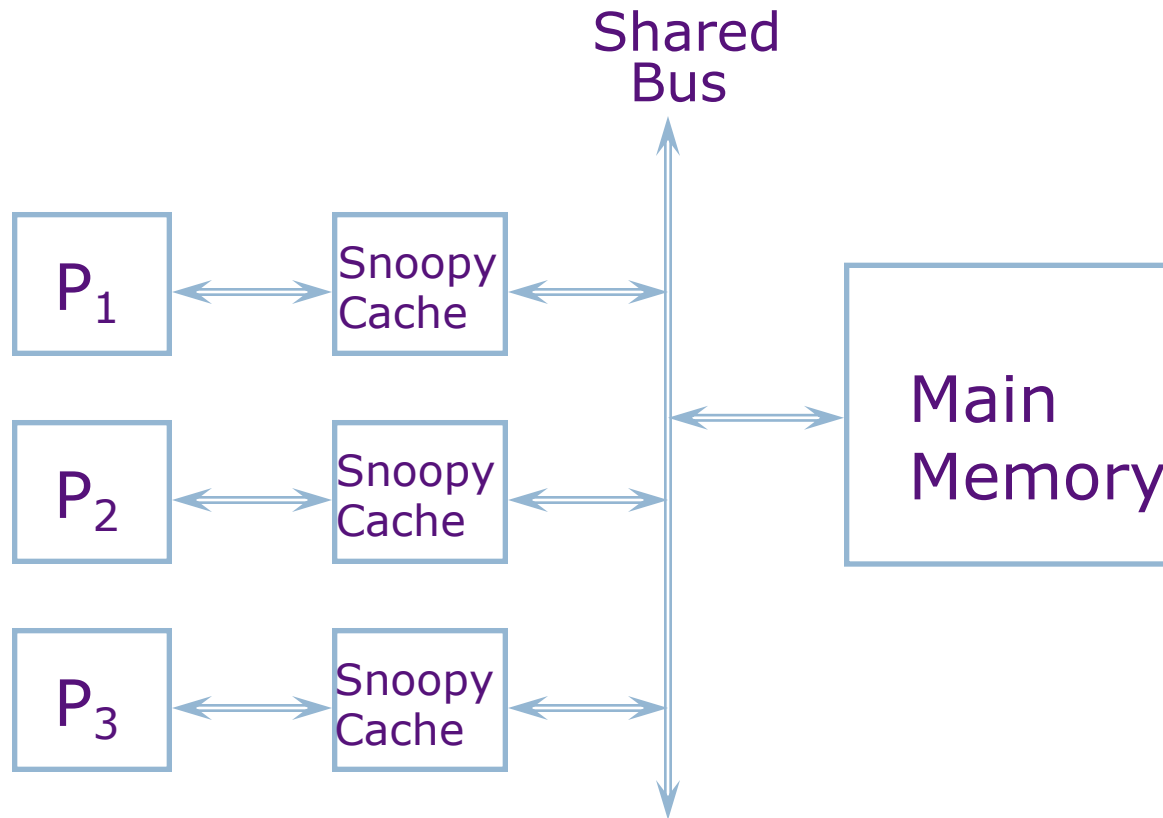 Shared
Bus
P₁
Snoopy
Cache
P₂
Snoopy
Cache
P₃
Snoopy
Cache
Main
Memory